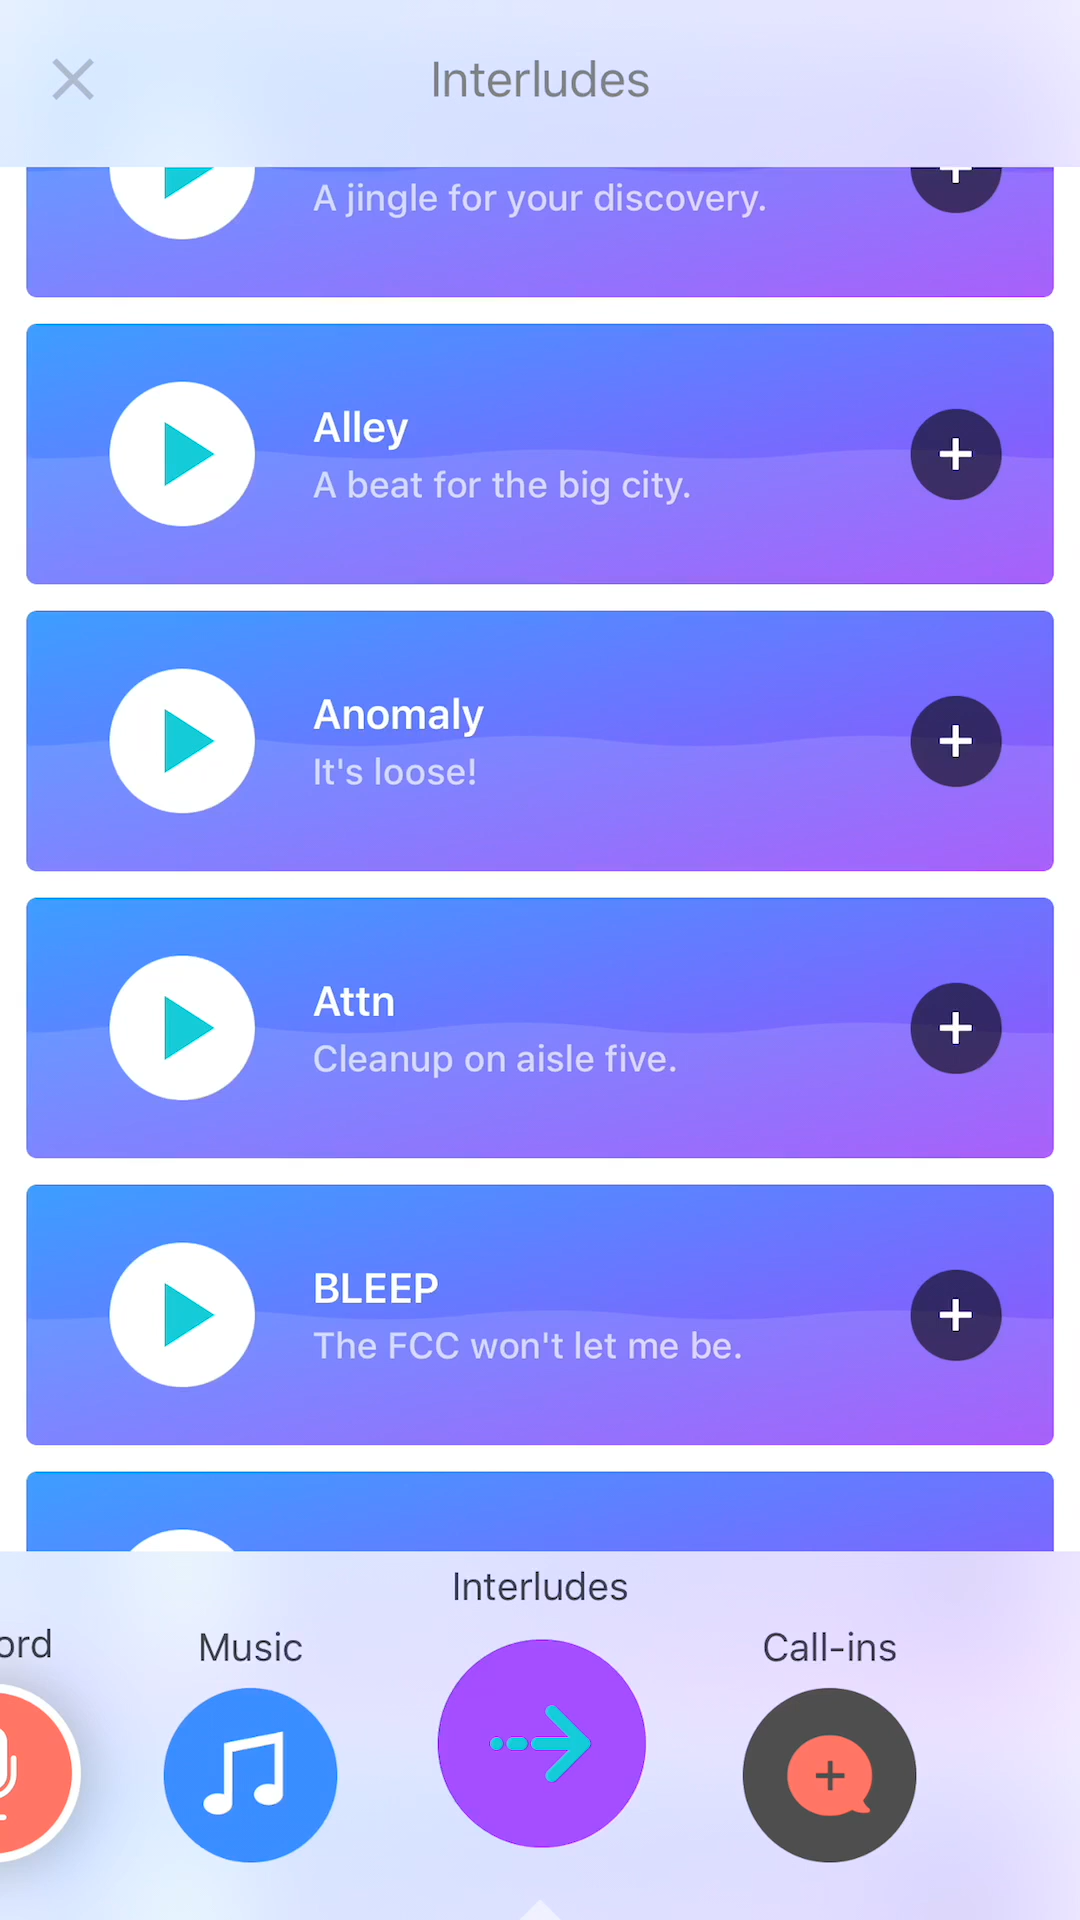 Interludes
A jingle for your discovery.
Alley
A beat for the big city.
Anomaly
It's loose!
Attn
Cleanup on aisle five.
BLEEP
The FCC won't let me be.
Interludes
ord
Music
Call-ins